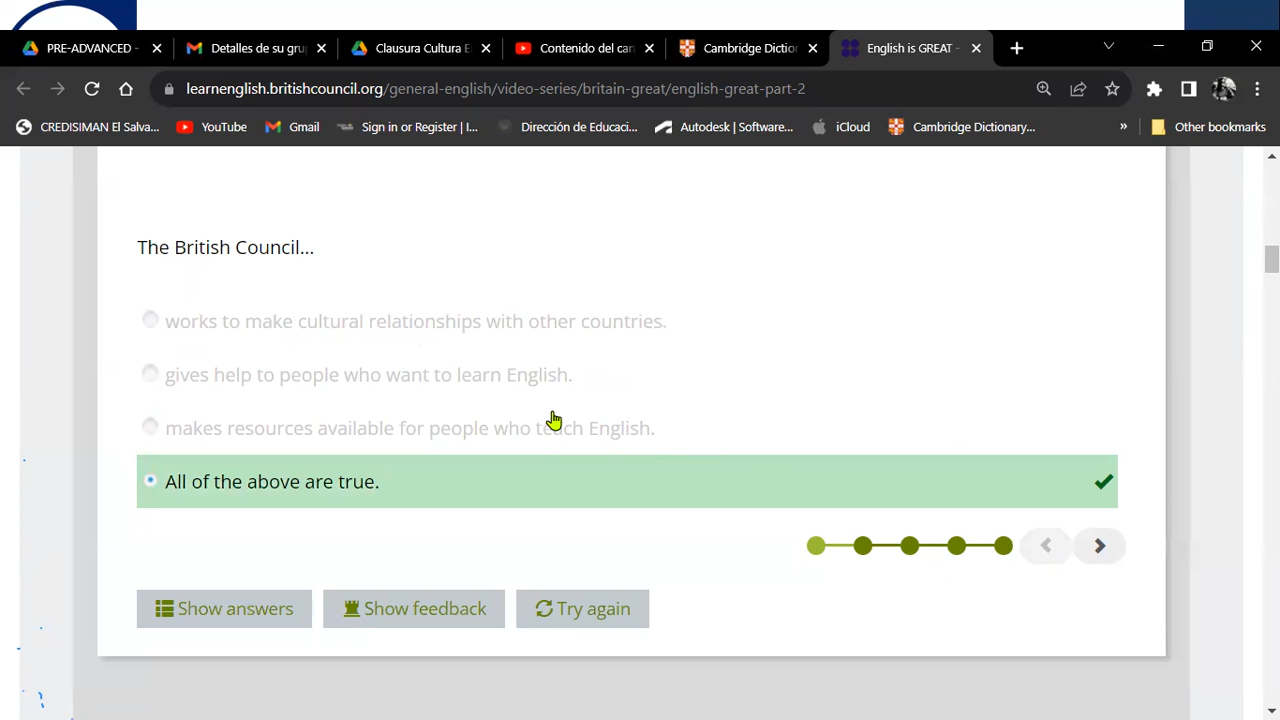 PRE-ADVANCED -
Detalles de su gru
Clausura Cultura E
Contenido del can
Cambridge Dictio
English is GREAT -
learnenglish.britishcouncil.org/general-english/video-series/britain-great/english-great-part-2
CREDISIMAN El Salva...
YouTube
Gmail
Sign in or Register | I...
Dirección de Educaci...
Autodesk | Software...
iCloud
Cambridge Dictionary...
»
Other bookmarks
The British Council...
works to make cultural relationships with other countries.
gives help to people who want to learn English.
makes resources available for people who teach English.
All of the above are true.
Show answers
Show feedback
Try again